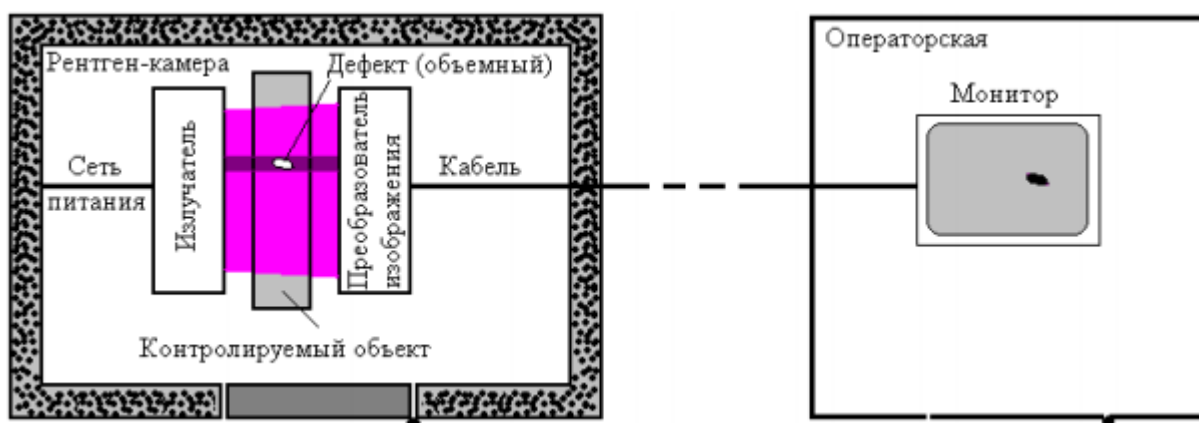 Рентген-камера
Дефект (объемный)
Излучатель
Преобразователь
изображения
Сеть
питания
Кабель
Контролируемый объект
Операторская
Монитор